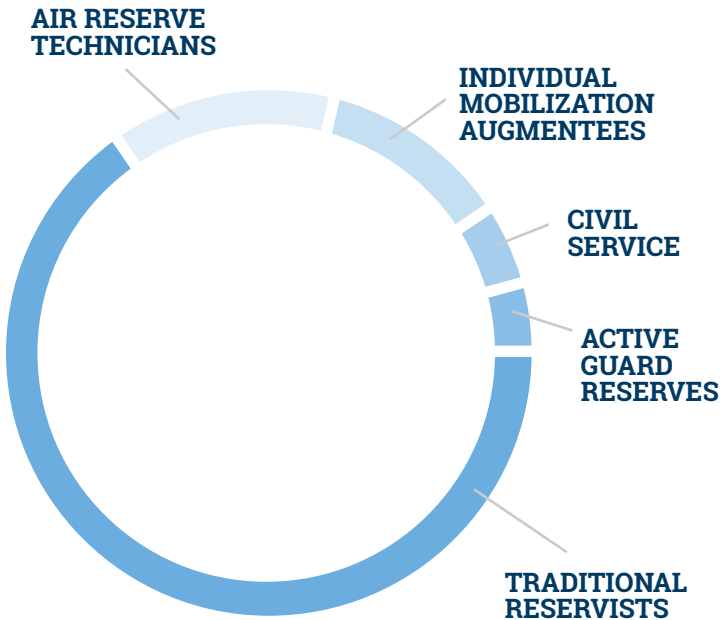 AIR RESERVE
TECHNICIANS
INDIVIDUAL
MOBILIZATION
AUGMENTEES
CIVIL
SERVICE
ACTIVE
GUARD
RESERVES
TRADITIONAL
RESERVISTS